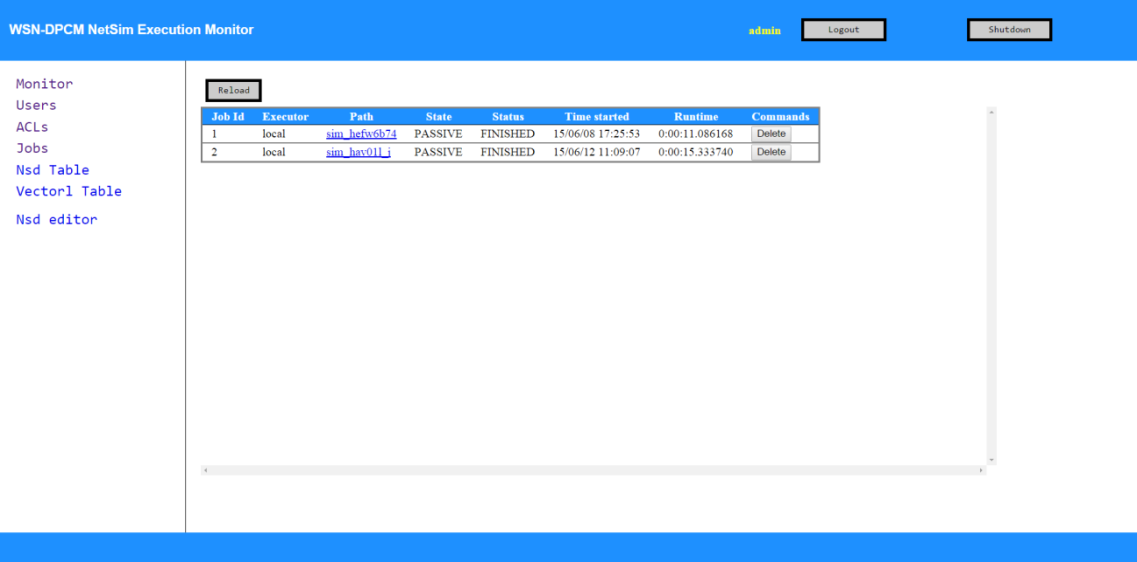 WSN-DPCM NetSim Execution Monitor admin Logout Shutdown
Monitor
Users
ACLs
Jobs
Nsd Table
Vectorl Table
Nsd editor
Reload
Job Id Executor Path State Status Time started Runtime Commands
1 local sim_hefw6b74 PASSIVE FINISHED 15/06/08 17:25:53 0:00:11.086168 Delete
2 local sim_hav01l_i PASSIVE FINISHED 15/06/12 11:09:07 0:00:15.333740 Delete